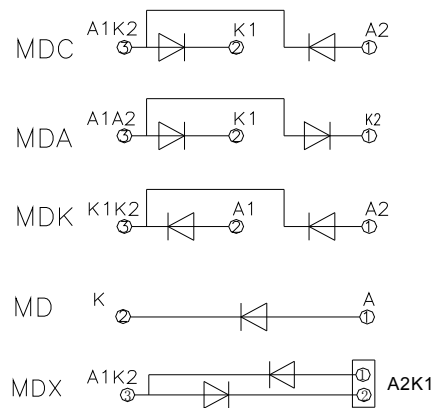 MDC A1K2 K1 A2
3 2 1
MDA A1A2 K1 K2
3 2 1
MDK K1K2 A1 A2
3 2 1
MD K A
2 1
MDX A1K2 1 A2K1
3 2